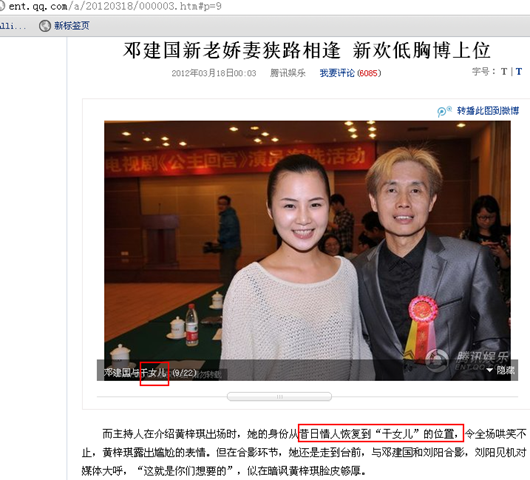 ent.qq.com/a/20120318/000003.htm#p=9
lli...
新标签页
邓建国新老娇妻狭路相逢 新欢低胸博上位
2012年03月18日00:03 腾讯娱乐 我要评论(6085) 字号: T | T
转播此图到微博
电视剧《公主回宫》演员海选活动
腾讯娱乐
邓建国与干女儿 (9/22) 勿转载 隐藏
而主持人在介绍黄梓琪出场时，她的身份从昔日情人恢复到“干女儿”的位置，令全场哄笑不
止，黄梓琪露出尴尬的表情。但在合影环节，她还是走到台前，与邓建国和刘阳合影，刘阳见机对
媒体大呼，“这就是你们想要的”，似在暗讽黄梓琪脸皮够厚。